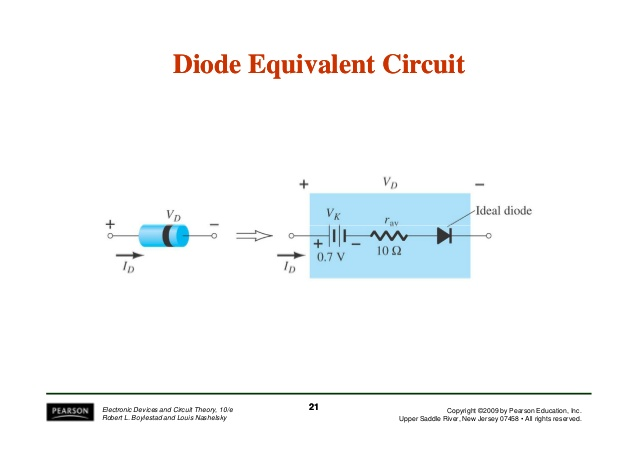 Diode Equivalent Circuit
+ V_D −
I_D
+ V_D −
V_K
r_av
Ideal diode
+ −
0.7 V
10 Ω
I_D
PEARSON
Electronic Devices and Circuit Theory, 10/e
Robert L. Boylestad and Louis Nashelsky
21
Copyright ©2009 by Pearson Education, Inc.
Upper Saddle River, New Jersey 07458 • All rights reserved.